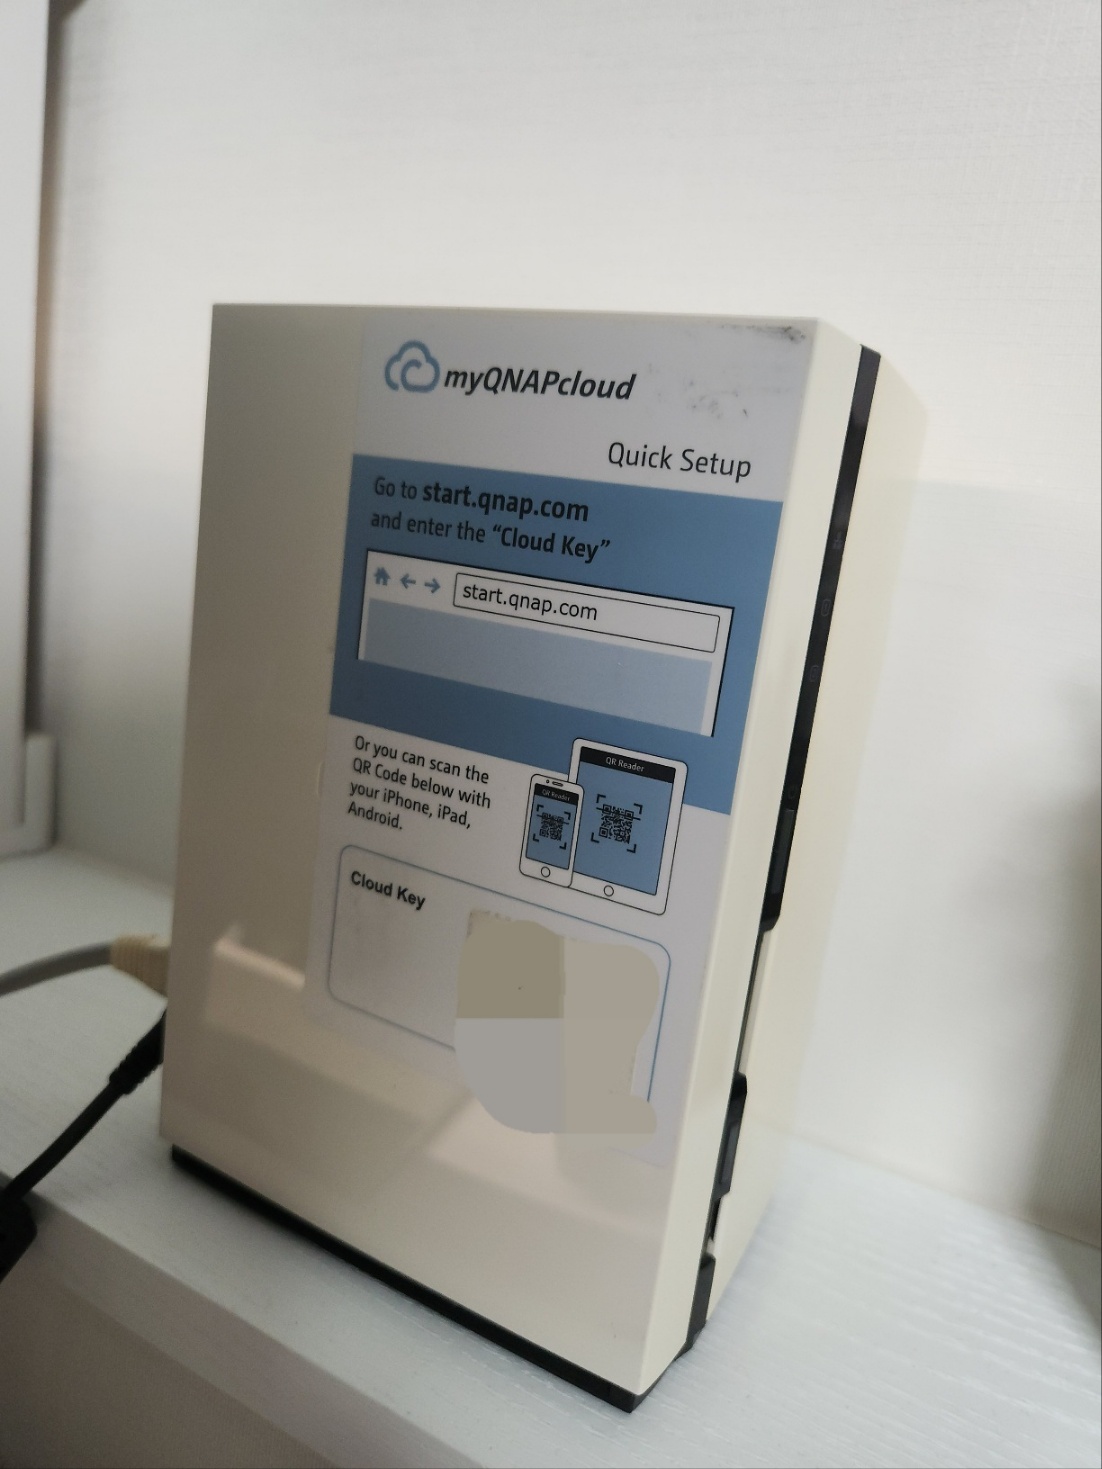 myQNAPcloud
Quick Setup
Go to start.qnap.com
and enter the “Cloud Key”
start.qnap.com
Or you can scan the
QR Code below with
your iPhone, iPad,
Android.
QR Reader
QR Reader
Cloud Key